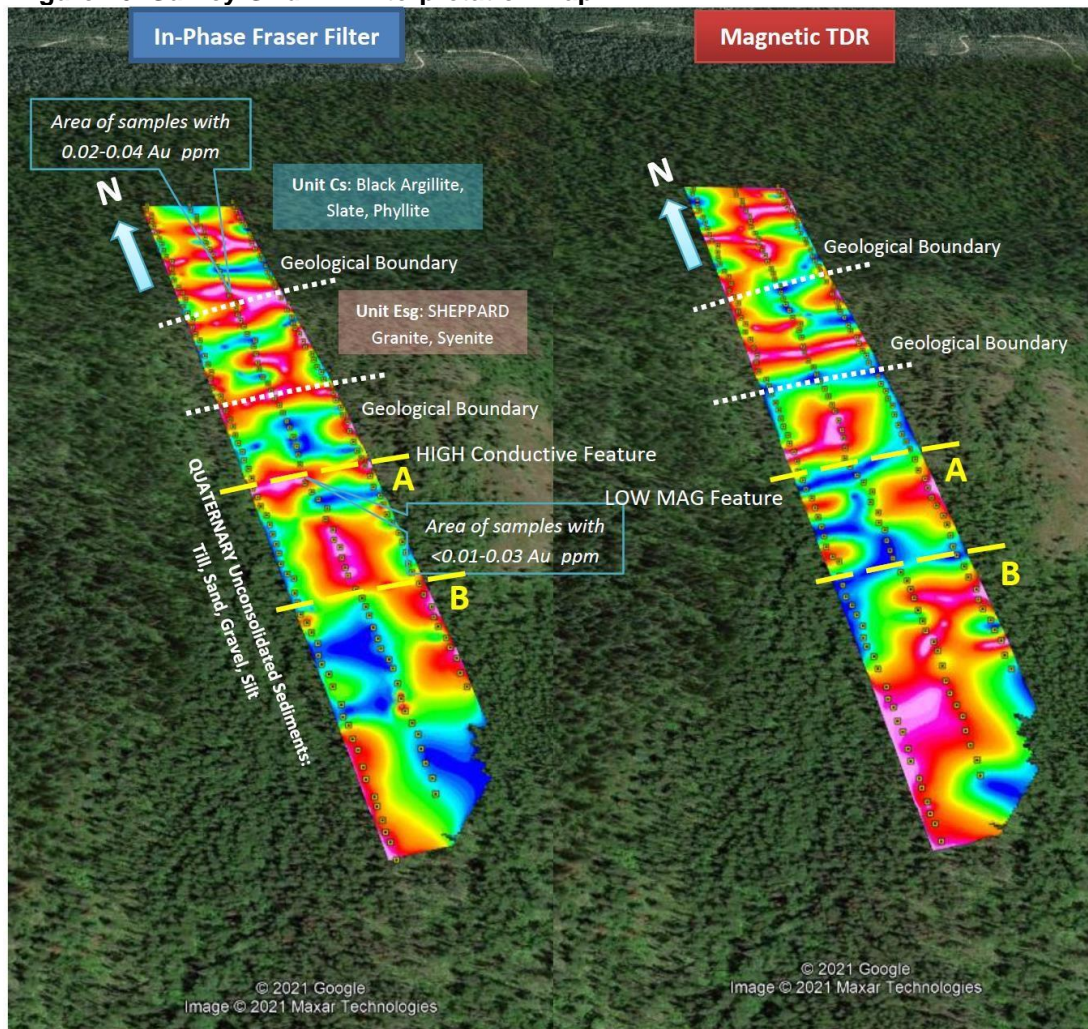 In-Phase Fraser Filter
Magnetic TDR
Area of samples with
0.02-0.04 Au ppm
N
Unit Cs: Black Argillite,
Slate, Phyllite
N
Geological Boundary
Geological Boundary
Unit Esg: SHEPPARD
Granite, Syenite
Geological Boundary
Geological Boundary
HIGH Conductive Feature
A
A
LOW MAG Feature
QUATERNARY Unconsolidated Sediments:
Till, Sand, Gravel, Silt
Area of samples with
<0.01-0.03 Au ppm
B
B
© 2021 Google
Image © 2021 Maxar Technologies
© 2021 Google
Image © 2021 Maxar Technologies